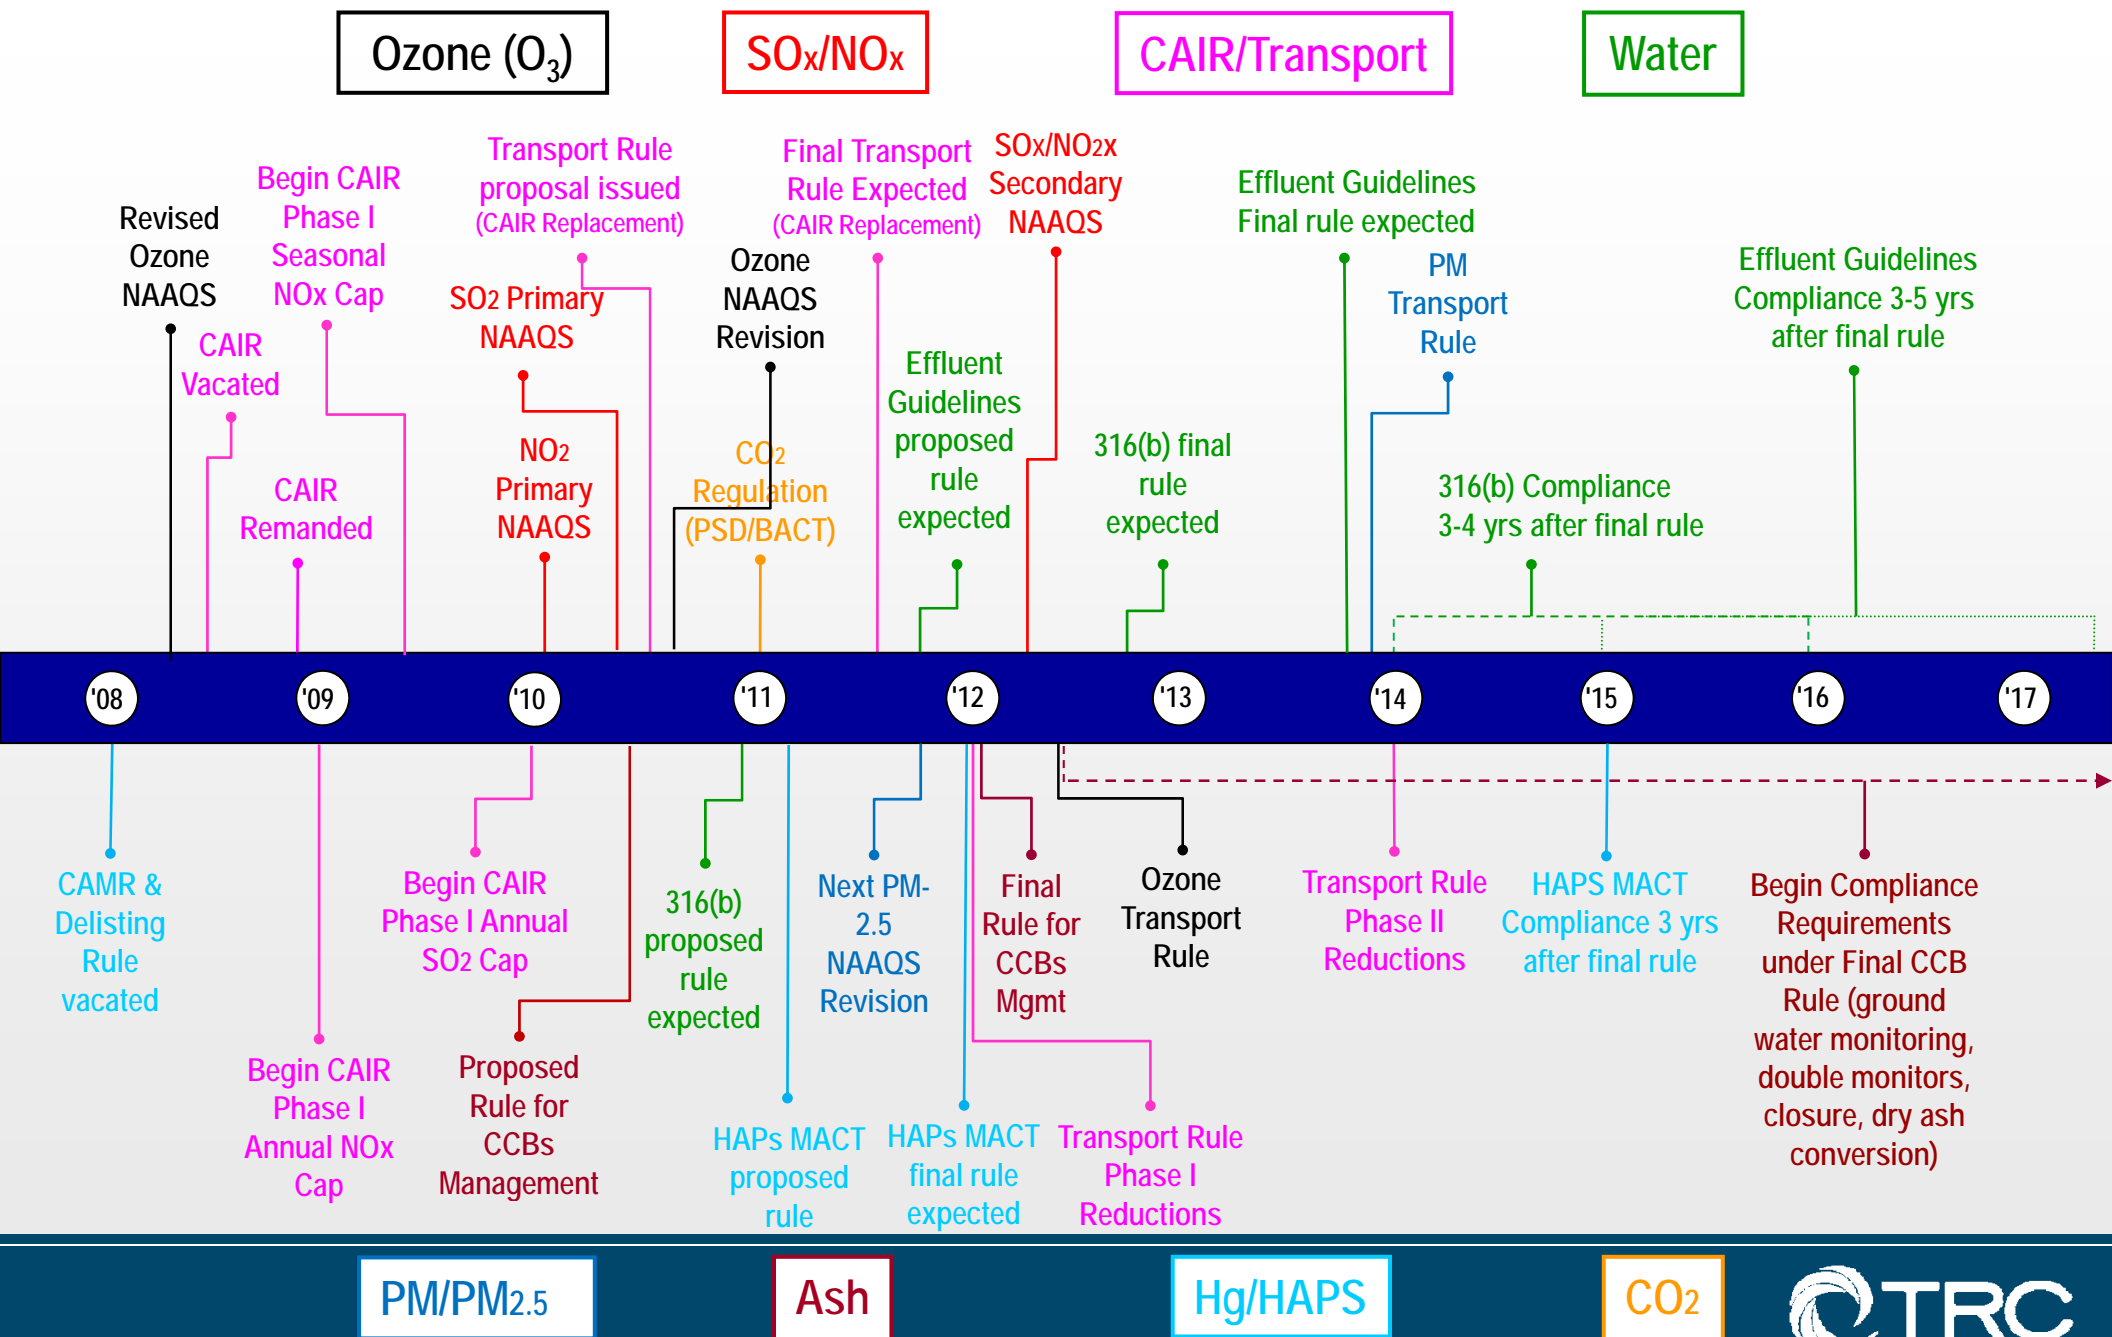 Ozone (O3)
SOx/NOx
CAIR/Transport
Water
Revised
Ozone
NAAQS
CAIR
Vacated
Begin CAIR
Phase I
Seasonal
NOx Cap
CAIR
Remanded
Transport Rule
proposal issued
(CAIR Replacement)
SO2 Primary
NAAQS
NO2
Primary
NAAQS
Ozone
NAAQS
Revision
CO2
Regulation
(PSD/BACT)
Final Transport
Rule Expected
(CAIR Replacement)
Effluent
Guidelines
proposed
rule
expected
SOx/NO2x
Secondary
NAAQS
316(b) final
rule
expected
Effluent Guidelines
Final rule expected
PM
Transport
Rule
316(b) Compliance
3-4 yrs after final rule
Effluent Guidelines
Compliance 3-5 yrs
after final rule
'08
'09
'10
'11
'12
'13
'14
'15
'16
'17
CAMR &
Delisting
Rule
vacated
Begin CAIR
Phase I
Annual NOx
Cap
Begin CAIR
Phase I Annual
SO2 Cap
Proposed
Rule for
CCBs
Management
316(b)
proposed
rule
expected
HAPs MACT
proposed
rule
Next PM-
2.5
NAAQS
Revision
HAPs MACT
final rule
expected
Final
Rule for
CCBs
Mgmt
Transport Rule
Phase I
Reductions
Ozone
Transport
Rule
Transport Rule
Phase II
Reductions
HAPS MACT
Compliance 3 yrs
after final rule
Begin Compliance
Requirements
under Final CCB
Rule (ground
water monitoring,
double monitors,
closure, dry ash
conversion)
PM/PM2.5
Ash
Hg/HAPS
CO2
TRC